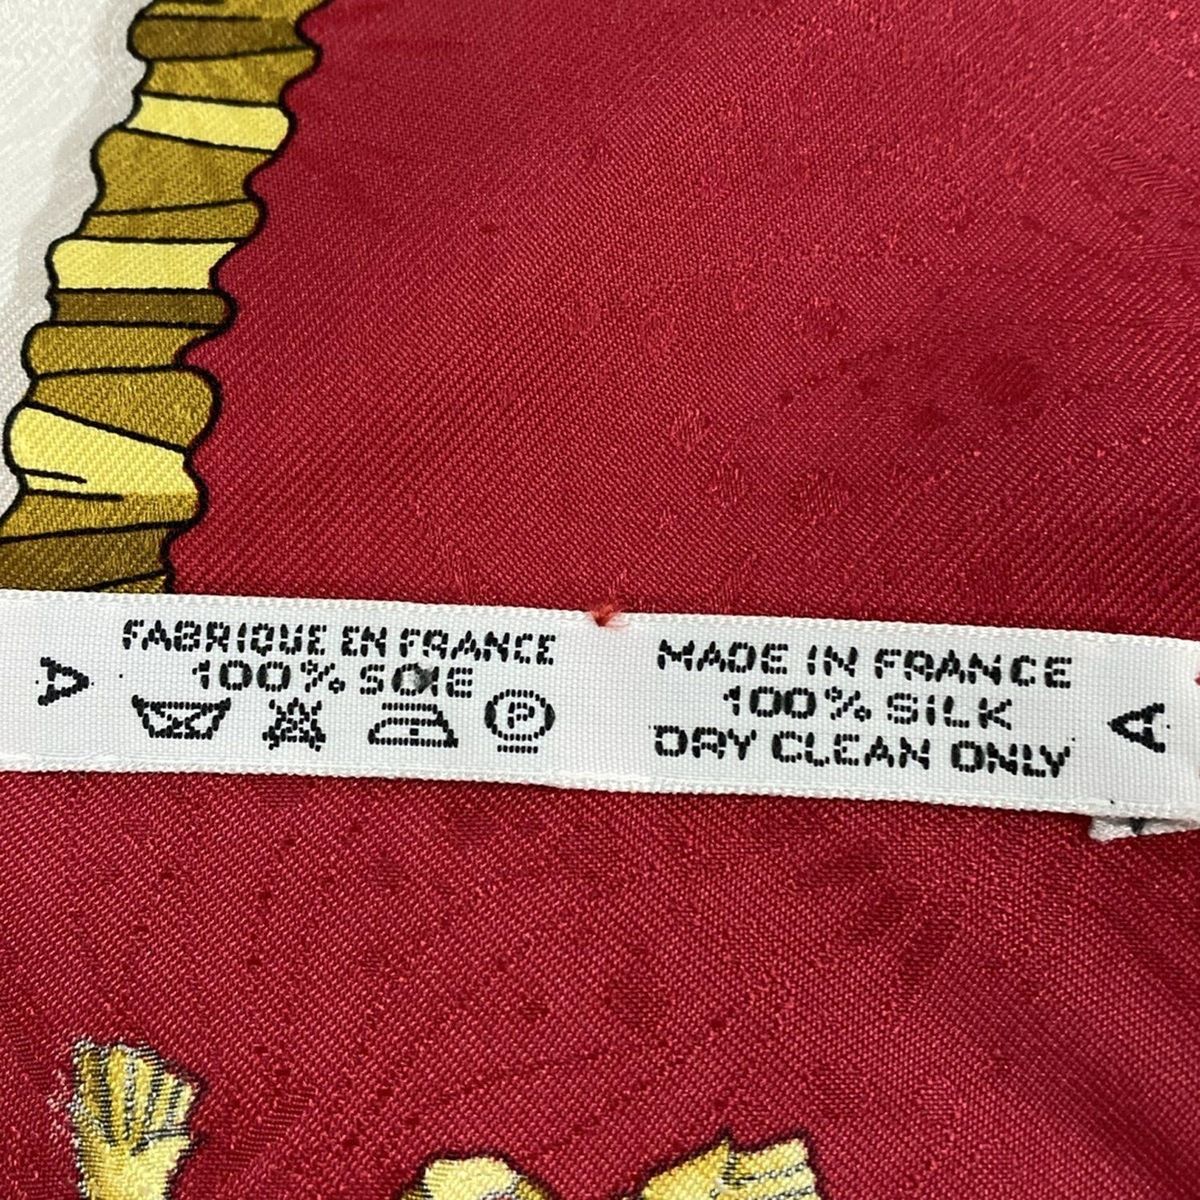 A
FABRIQUE EN FRANCE
100% SOIE
P
MADE IN FRANCE
100% SILK
DRY CLEAN ONLY
A